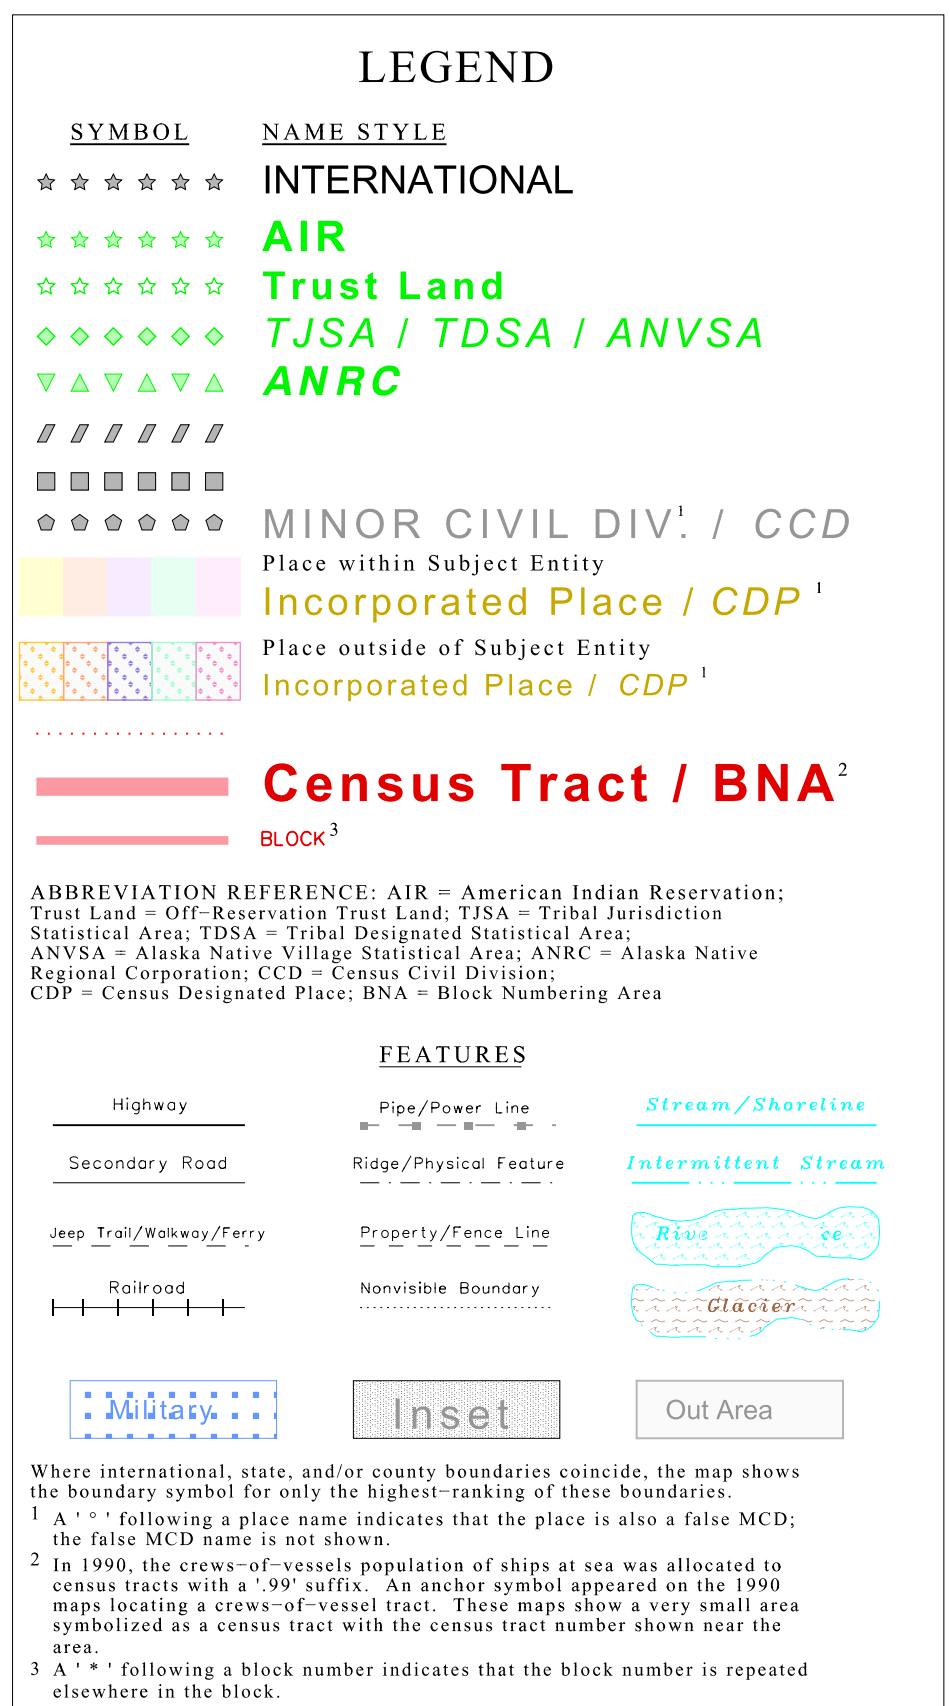 LEGEND
SYMBOL NAME STYLE
INTERNATIONAL
AIR
Trust Land
TJSA / TDSA / ANVSA
ANRC
MINOR CIVIL DIV.¹ / CCD
Place within Subject Entity
Incorporated Place / CDP ¹
Place outside of Subject Entity
Incorporated Place / CDP ¹
Census Tract / BNA²
BLOCK³
ABBREVIATION REFERENCE: AIR = American Indian Reservation;
Trust Land = Off−Reservation Trust Land; TJSA = Tribal Jurisdiction
Statistical Area; TDSA = Tribal Designated Statistical Area;
ANVSA = Alaska Native Village Statistical Area; ANRC = Alaska Native
Regional Corporation; CCD = Census Civil Division;
CDP = Census Designated Place; BNA = Block Numbering Area
FEATURES
Highway Pipe/Power Line Stream/Shoreline
Secondary Road Ridge/Physical Feature Intermittent Stream
Jeep Trail/Walkway/Ferry Property/Fence Line
Railroad Nonvisible Boundary Glacier
Military Inset Out Area
Where international, state, and/or county boundaries coincide, the map shows
the boundary symbol for only the highest−ranking of these boundaries.
1 A ' ° ' following a place name indicates that the place is also a false MCD;
the false MCD name is not shown.
2 In 1990, the crews−of−vessels population of ships at sea was allocated to
census tracts with a '.99' suffix. An anchor symbol appeared on the 1990
maps locating a crews−of−vessel tract. These maps show a very small area
symbolized as a census tract with the census tract number shown near the
area.
3 A ' * ' following a block number indicates that the block number is repeated
elsewhere in the block.